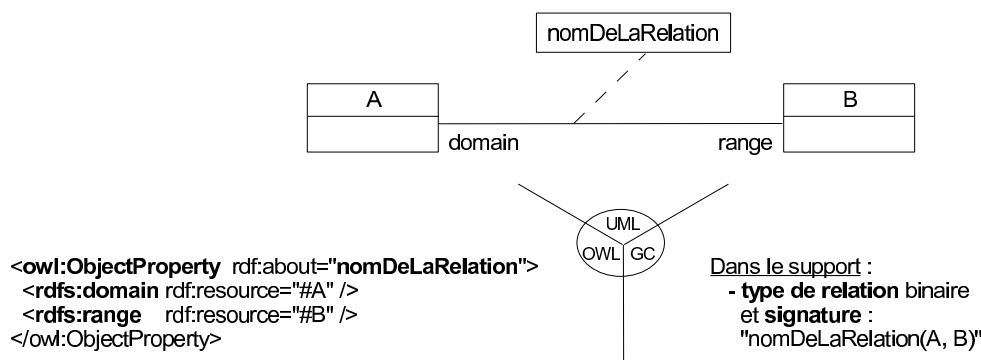 nomDeLaRelation
A
B
domain
range
UML
OWL
GC
<owl:ObjectProperty rdf:about="nomDeLaRelation">
<rdfs:domain rdf:resource="#A" />
<rdfs:range rdf:resource="#B" />
</owl:ObjectProperty>
Dans le support :
- type de relation binaire
et signature :
"nomDeLaRelation(A, B)"